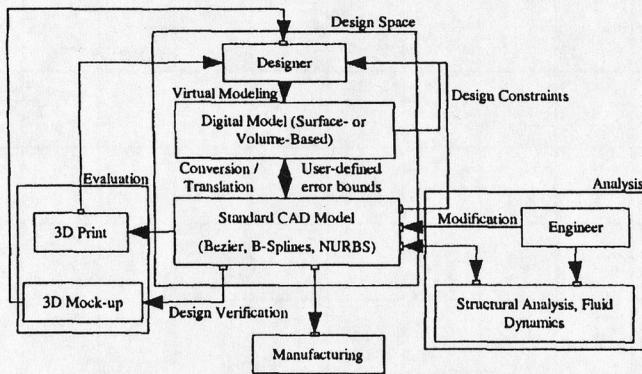 Design Space
Designer
Virtual Modeling
Design Constraints
Digital Model (Surface- or
Volume-Based)
Conversion /
Translation
User-defined
error bounds
Evaluation
Analysis
3D Print
Standard CAD Model
(Bezier, B-Splines, NURBS)
Modification
Engineer
3D Mock-up
Design Verification
Structural Analysis, Fluid
Dynamics
Manufacturing